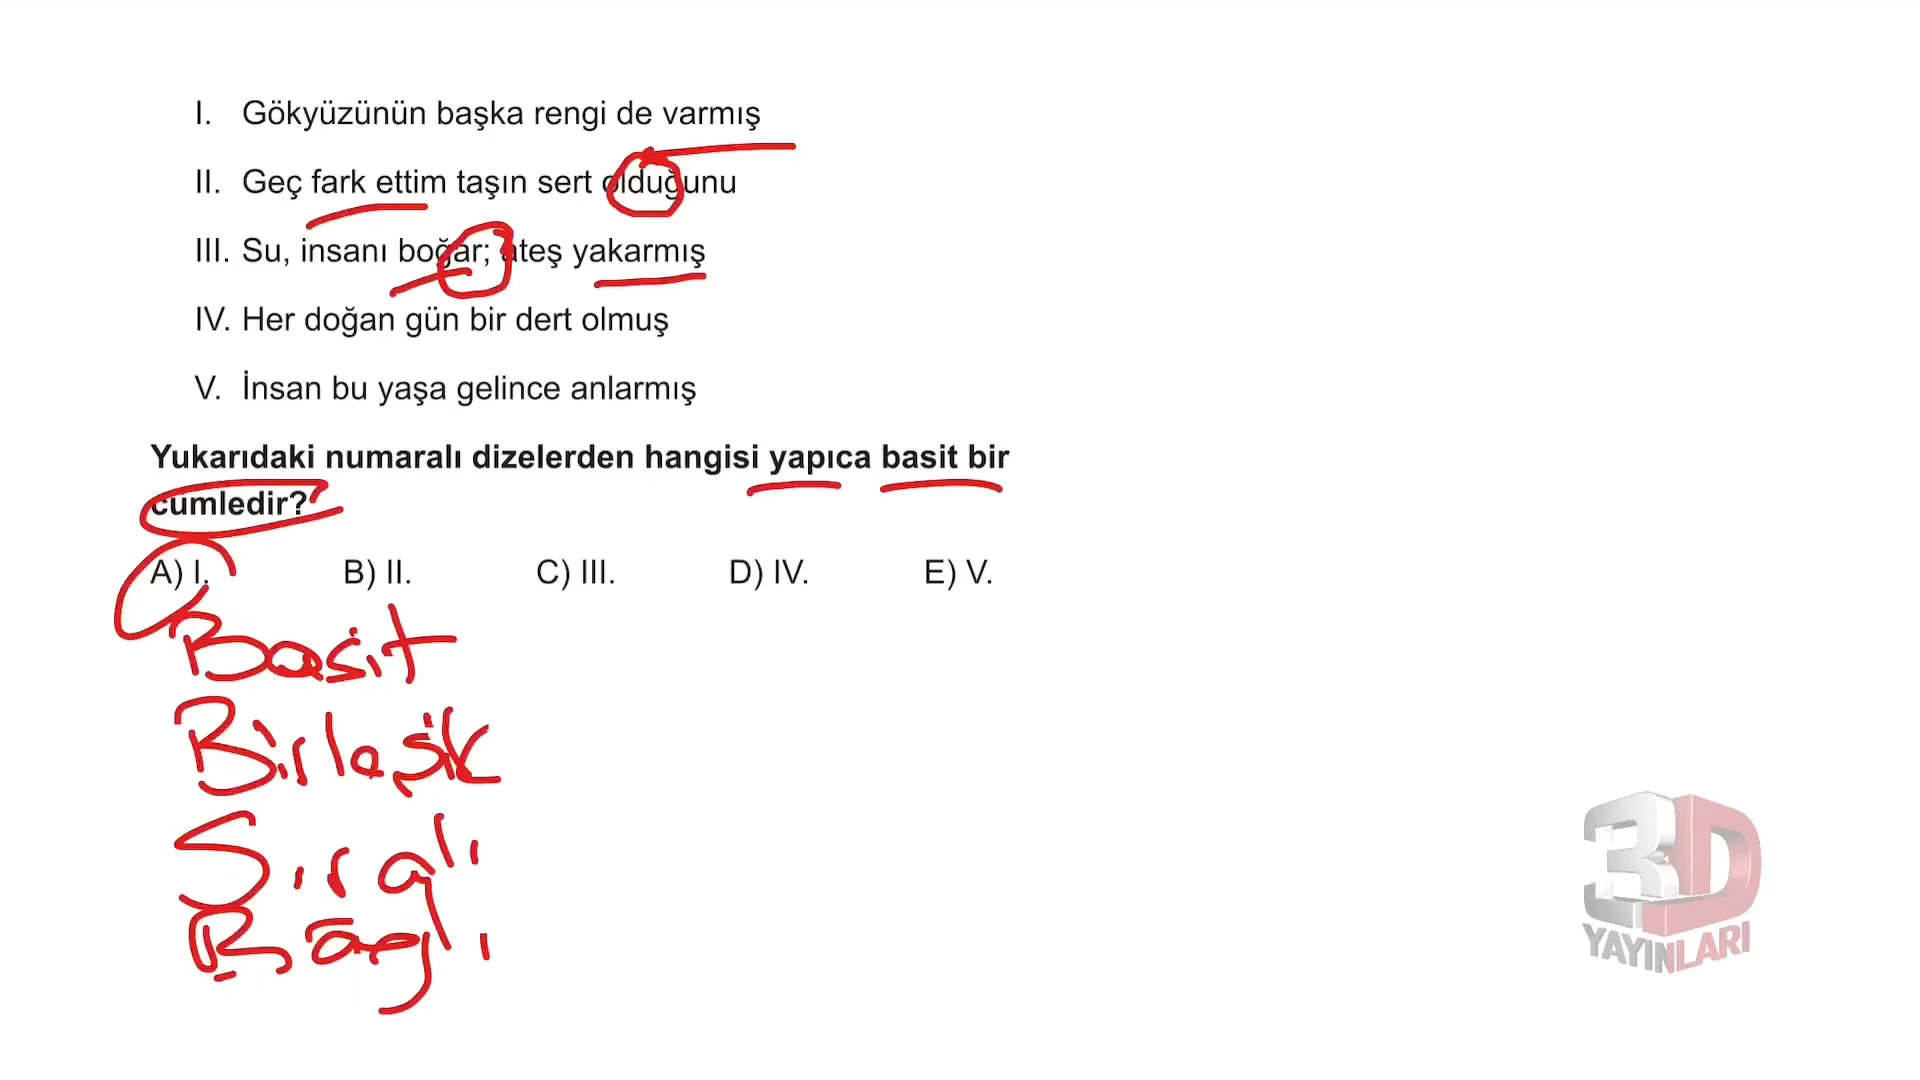 I. Gökyüzünün başka rengi de varmış
II. Geç fark ettim taşın sert olduğunu
III. Su, insanı boğar; ateş yakarmış
IV. Her doğan gün bir dert olmuş
V. İnsan bu yaşa gelince anlarmış
Yukarıdaki numaralı dizelerden hangisi yapıca basit bir
cümledir?
A) I. B) II. C) III. D) IV. E) V.
Basit
Birleşik
Sıralı
Bağlı
3D
YAYINLARI